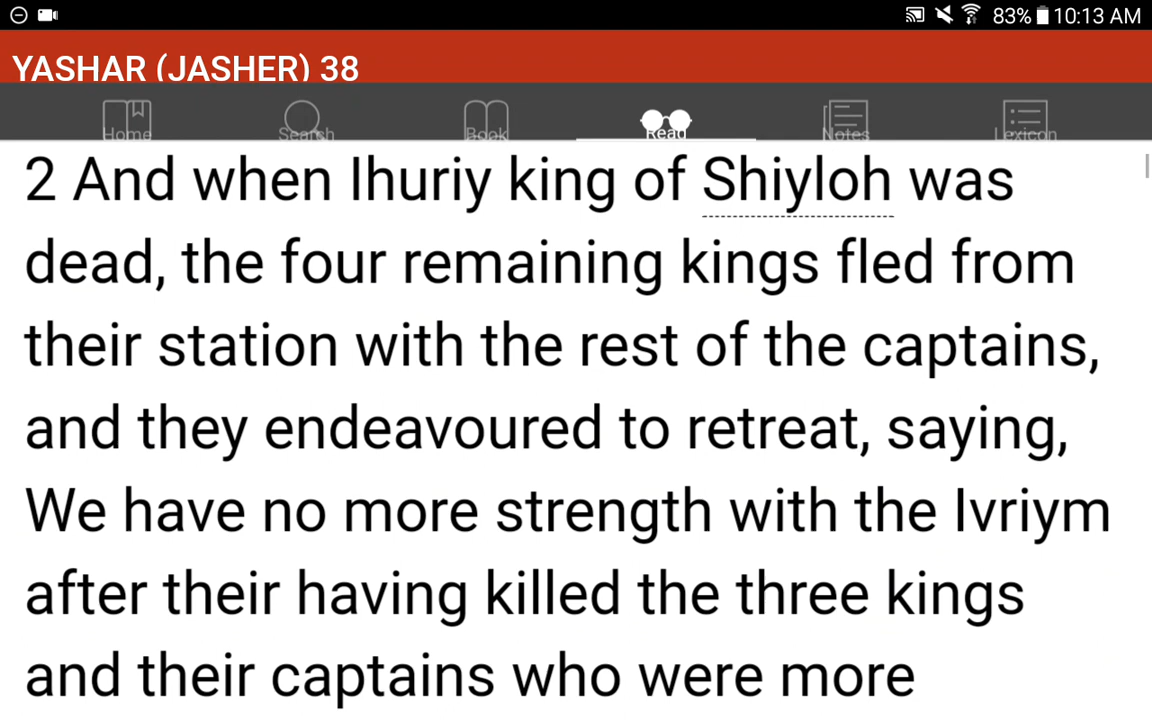 83% 10:13 AM
YASHAR (JASHER) 38
Home Search Book Read Notes Lexicon
2 And when Ihuriy king of Shiyloh was
dead, the four remaining kings fled from
their station with the rest of the captains,
and they endeavoured to retreat, saying,
We have no more strength with the Ivriym
after their having killed the three kings
and their captains who were more